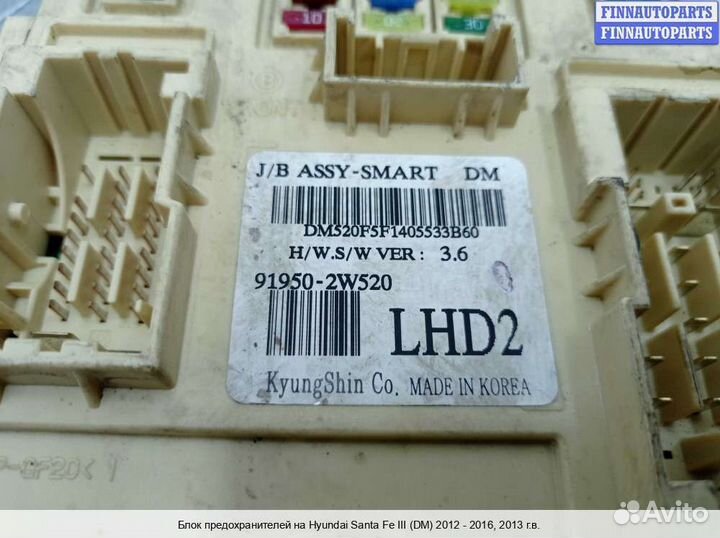 FINNAUTOPARTS
FINNAUTOPARTS
10
30
J/B ASSY-SMART DM
DM520F5F1405533B60
H/W.S/W VER: 3.6
91950-2W520
LHD2
KyungShin Co. MADE IN KOREA
Avito
Блок предохранителей на Hyundai Santa Fe III (DM) 2012 - 2016, 2013 г.в.